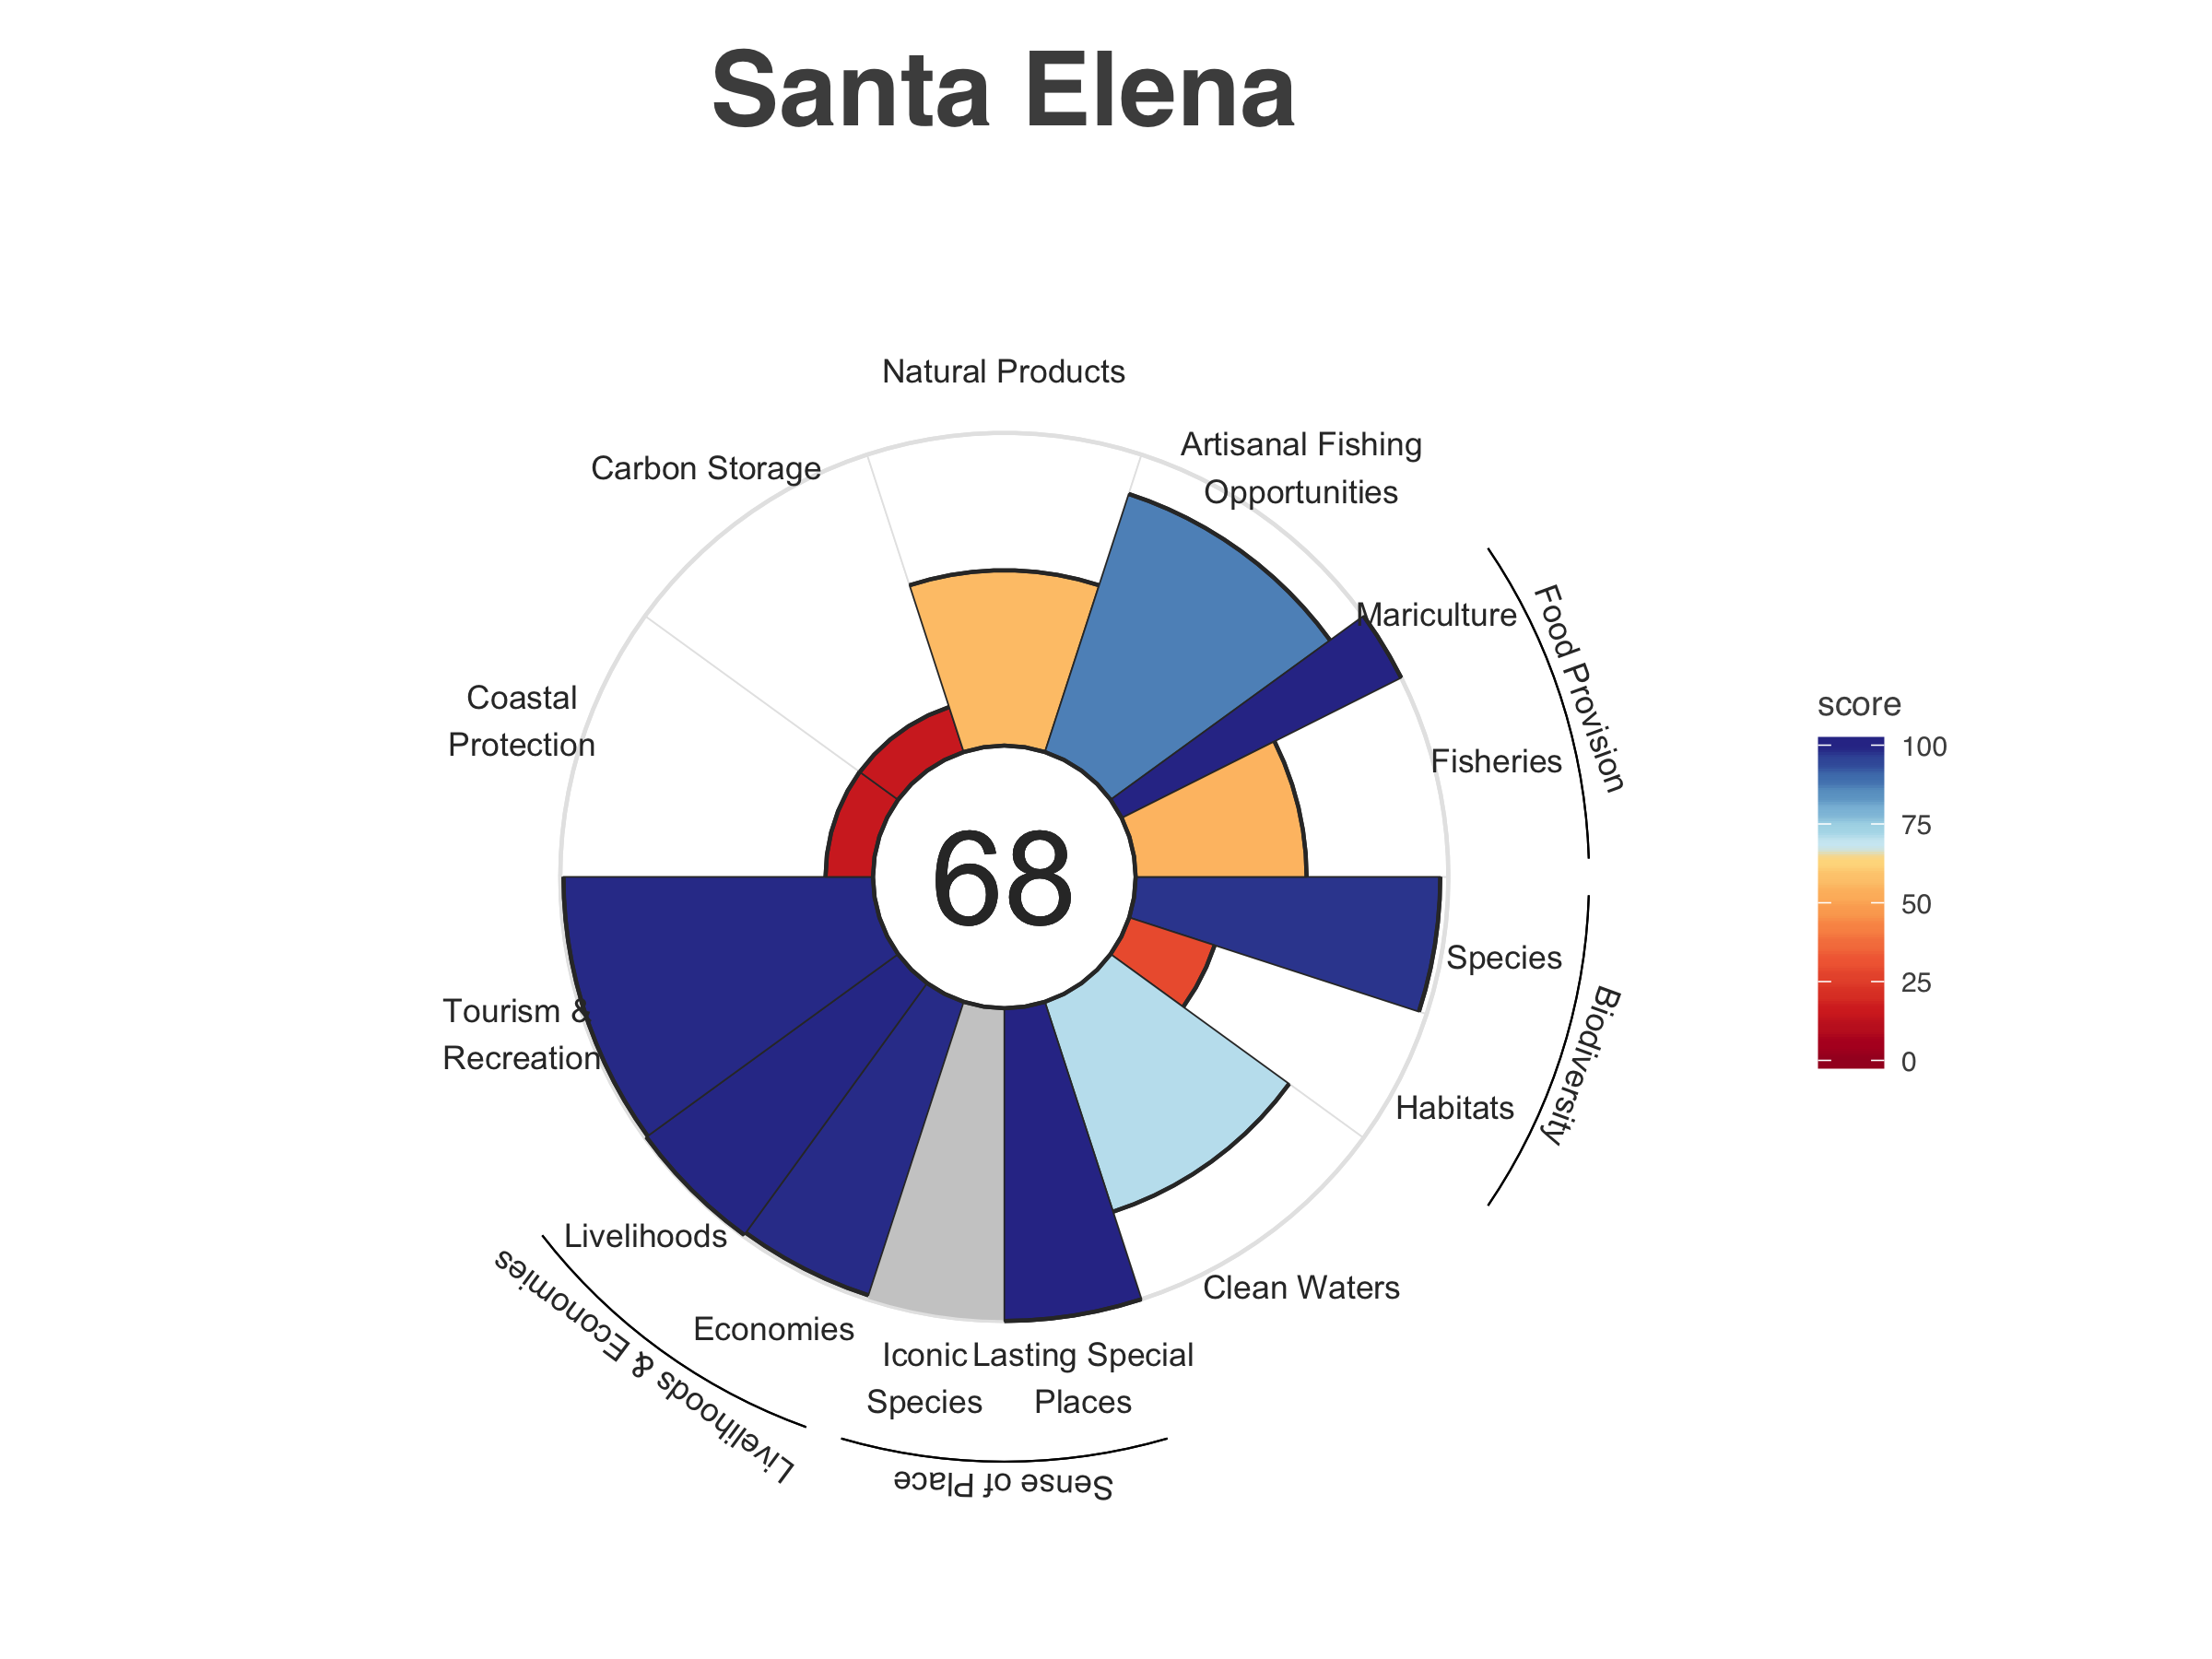 Santa Elena
Natural Products
Artisanal Fishing
Opportunities
Carbon Storage
Mariculture
Food Provision
Coastal
Protection
Fisheries
score
100
75
50
25
0
68
Species
Biodiversity
Tourism &
Recreation
Habitats
Livelihoods
Clean Waters
Economies
Livelihoods & Economies
Iconic
Species
Lasting Special
Places
Sense of Place